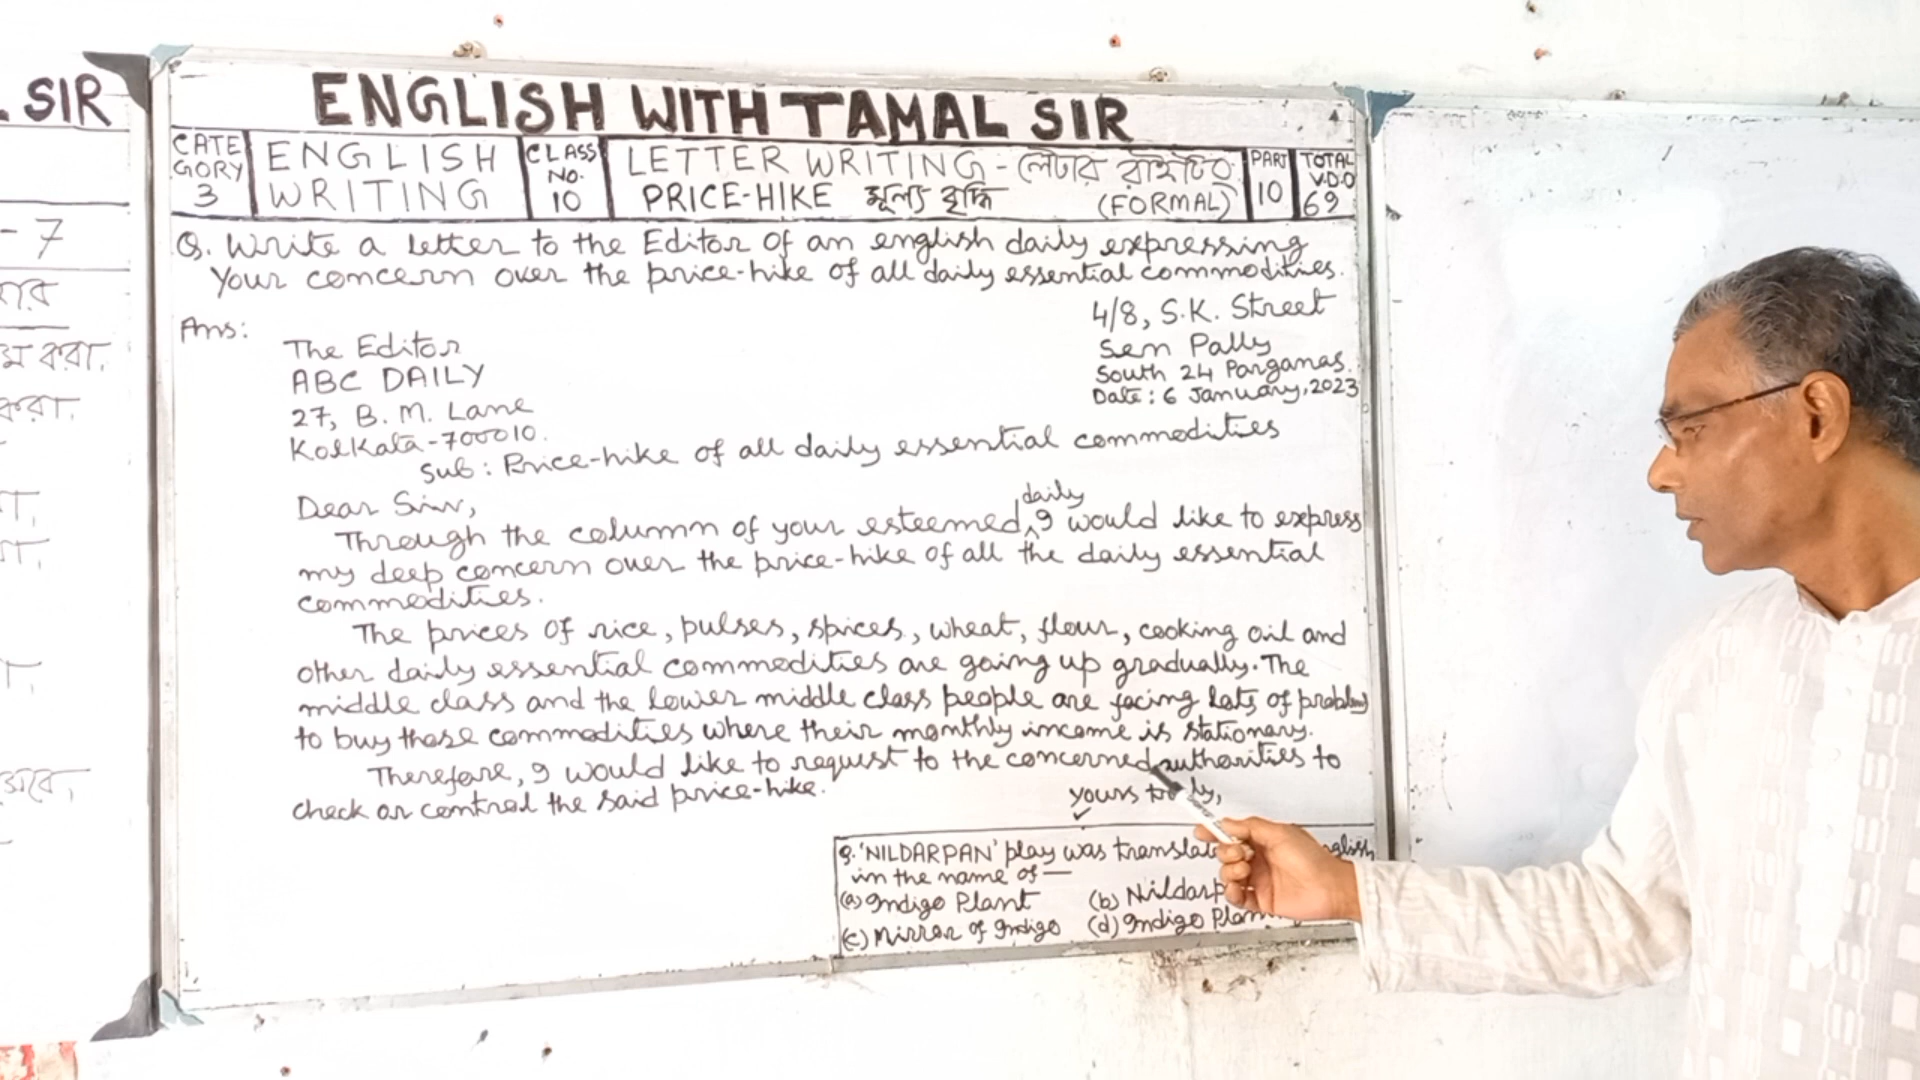 . SIR
- 7
ENGLISH WITH TAMAL SIR
CATE
GORY
3
ENGLISH
WRITING
CLASS
NO.
10
LETTER WRITING - লেটার রাইটিং
PRICE-HIKE মূল্য বৃদ্ধি (FORMAL)
PART
10
TOTAL
V.D.O
69
Q. Write a letter to the Editor of an english daily expressing
Your concern over the price-hike of all daily essential commodities.
4/8, S.K. Street
Sen Pally
South 24 Parganas.
Date : 6 January, 2023
Ans:
The Editor
ABC DAILY
27, B. M. Lane
Kolkata-700010.
Sub : Price-hike of all daily essential commodities
Dear Sir,
daily
Through the column of your esteemed, I would like to express
my deep concern over the price-hike of all the daily essential
commodities.
The prices of rice, pulses, spices, wheat, flour, cooking oil and
other daily essential commodities are going up gradually. The
middle class and the lower middle class people are facing lots of problems
to buy those commodities where their monthly income is stationary.
Therefore, I would like to request to the concerned authorities to
check or control the said price-hike.
yours ly,
Q. 'NILDARPAN' play was nglish
in the name of —
(a) Indigo Plant (b)
(c) Mirror of Indigo (d) Indigo